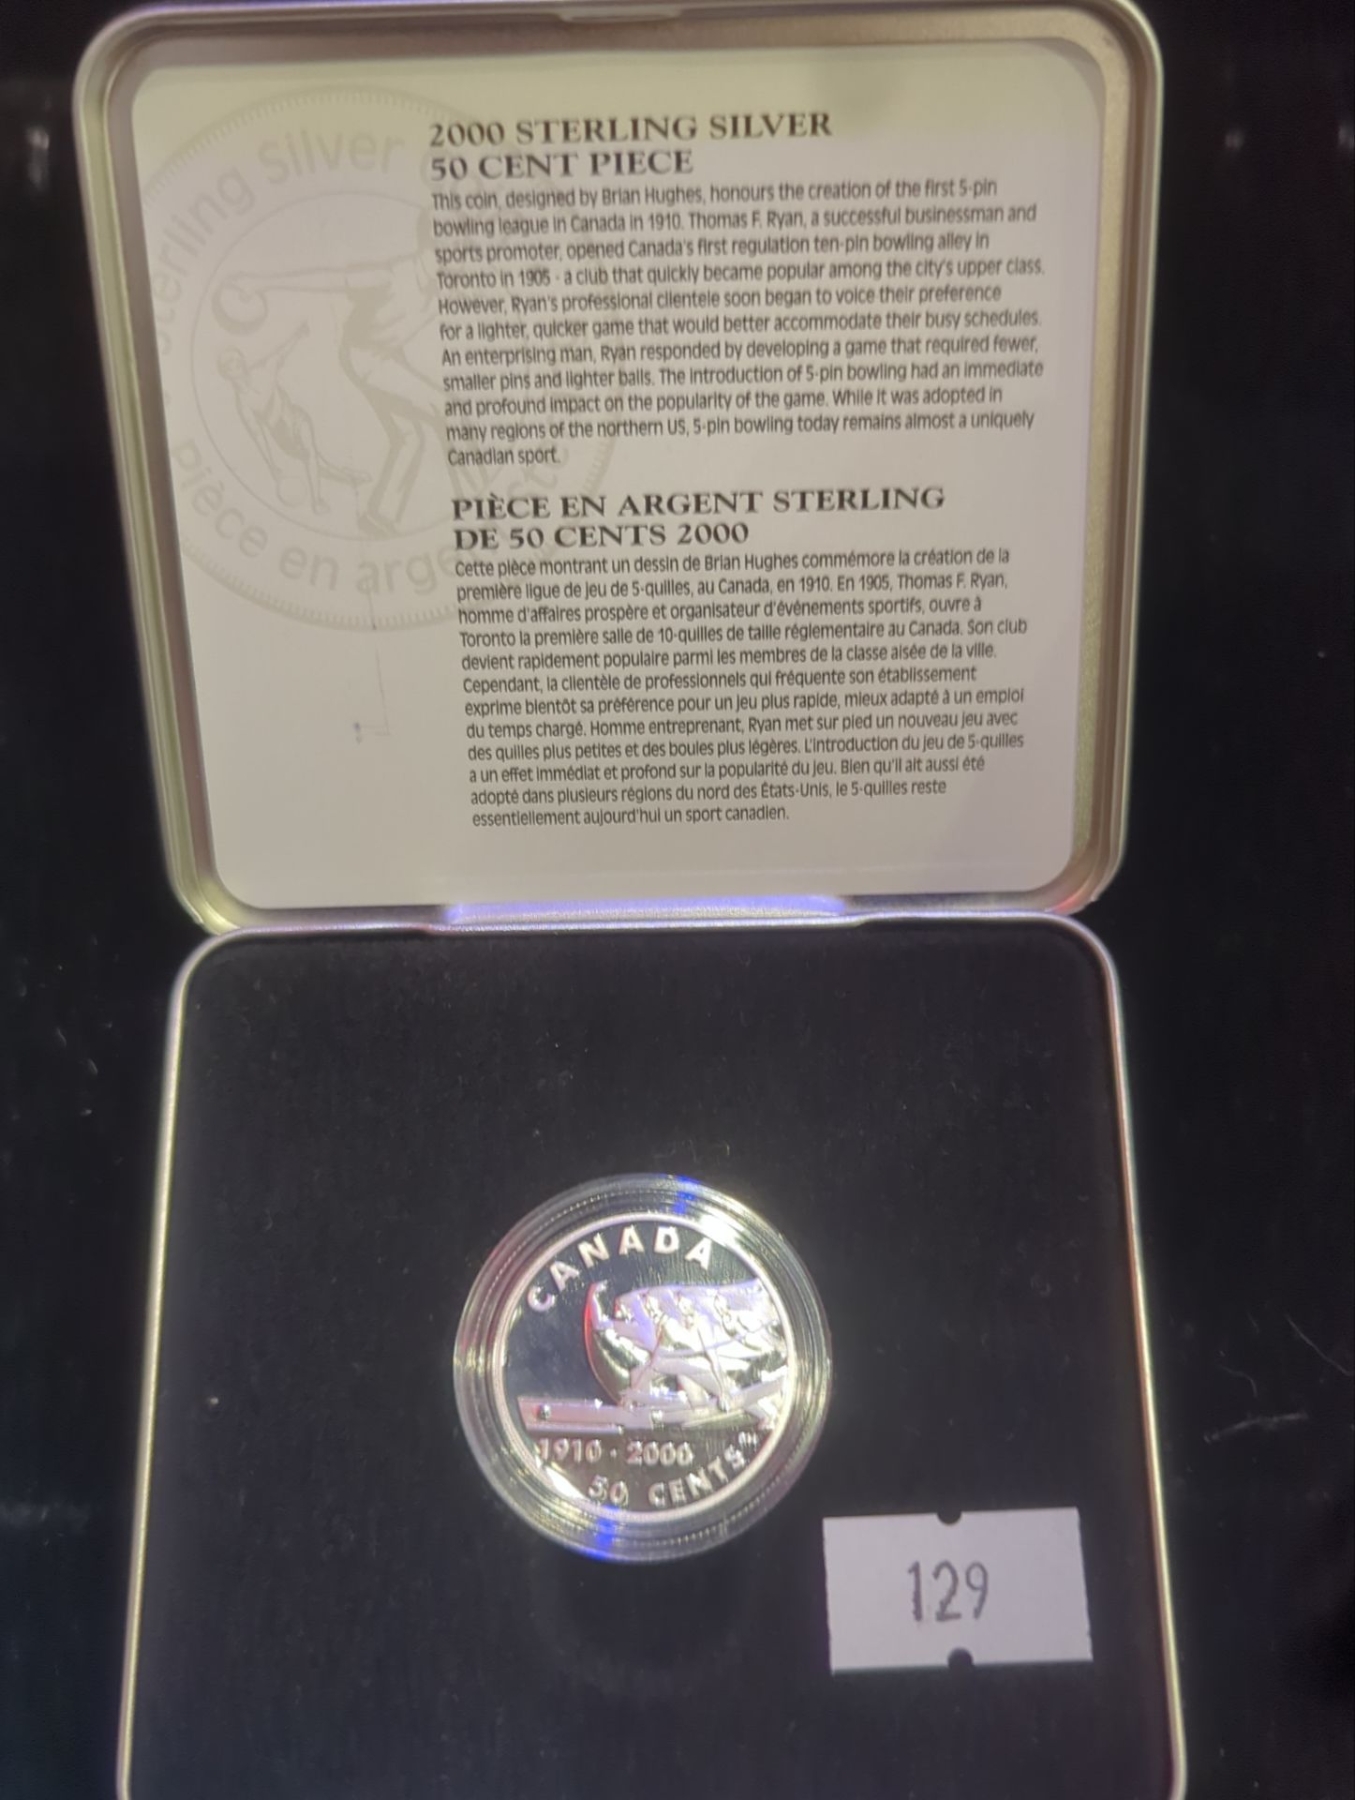 2000 STERLING SILVER
50 CENT PIECE
This coin, designed by Brian Hughes, honours the creation of the first 5-pin
bowling league in Canada in 1910. Thomas F. Ryan, a successful businessman and
sports promoter, opened Canada's first regulation ten-pin bowling alley in
Toronto in 1905 - a club that quickly became popular among the city's upper class.
However, Ryan's professional clientele soon began to voice their preference
for a lighter, quicker game that would better accommodate their busy schedules.
An enterprising man, Ryan responded by developing a game that required fewer,
smaller pins and lighter balls. The introduction of 5-pin bowling had an immediate
and profound impact on the popularity of the game. While it was adopted in
many regions of the northern US, 5-pin bowling today remains almost a uniquely
Canadian sport.
PIÈCE EN ARGENT STERLING
DE 50 CENTS 2000
Cette pièce montrant un dessin de Brian Hughes commémore la création de la
première ligue de jeu de 5-quilles, au Canada, en 1910. En 1905, Thomas F. Ryan,
homme d'affaires prospère et organisateur d'événements sportifs, ouvre à
Toronto la première salle de 10-quilles de taille réglementaire au Canada. Son club
devient rapidement populaire parmi les membres de la classe aisée de la ville.
Cependant, la clientèle de professionnels qui fréquente son établissement
exprime bientôt sa préférence pour un jeu plus rapide, mieux adapté à un emploi
du temps chargé. Homme entreprenant, Ryan met sur pied un nouveau jeu avec
des quilles plus petites et des boules plus légères. L'introduction du jeu de 5-quilles
a un effet immédiat et profond sur la popularité du jeu. Bien qu'il ait aussi été
adopté dans plusieurs régions du nord des États-Unis, le 5-quilles reste
essentiellement aujourd'hui un sport canadien.
Sterling Silver
Pièce en argent
CANADA
1910 · 2000
50 CENTS
129